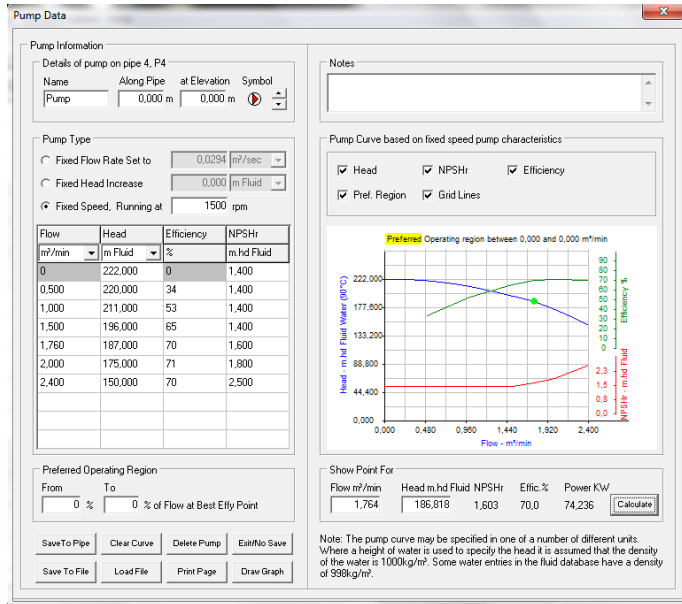 Pump Data
x
Pump Information
Details of pump on pipe 4, P4
Name Along Pipe at Elevation Symbol
Pump 0,000 m 0,000 m
Pump Type
Fixed Flow Rate Set to 0,0294 m³/sec
Fixed Head Increase 0,000 m Fluid
Fixed Speed, Running at 1500 rpm
Flow Head Efficiency NPSHr
m³/min m Fluid % m.hd Fluid
0 222,000 0 1,400
0,500 220,000 34 1,400
1,000 211,000 53 1,400
1,500 196,000 65 1,400
1,760 187,000 70 1,600
2,000 175,000 71 1,800
2,400 150,000 70 2,500
Preferred Operating Region
From To
0 % 0 % of Flow at Best Effy Point
Save To Pipe Clear Curve Delete Pump Exit/No Save
Save To File Load File Print Page Draw Graph
Notes
Pump Curve based on fixed speed pump characteristics
Head NPSHr Efficiency
Pref. Region Grid Lines
Preferred Operating region between 0,000 and 0,000 m³/min
Head - m.hd Fluid Water (90°C)
222,000
177,600
133,200
88,800
44,400
0,000
90
80
70
60
50
40
30
20
10
0
Efficiency %
2,3
1,5
0,8
0,0
NPSHr - m.hd Fluid
0,000 0,480 0,960 1,440 1,920 2,400
Flow - m³/min
Show Point For
Flow m³/min Head m.hd Fluid NPSHr Effic.% Power KW
1,764 186,818 1,603 70,0 74,236 Calculate
Note: The pump curve may be specified in one of a number of different units.
Where a height of water is used to specify the head it is assumed that the density
of the water is 1000kg/m³. Some water entries in the fluid database have a density
of 998kg/m³.